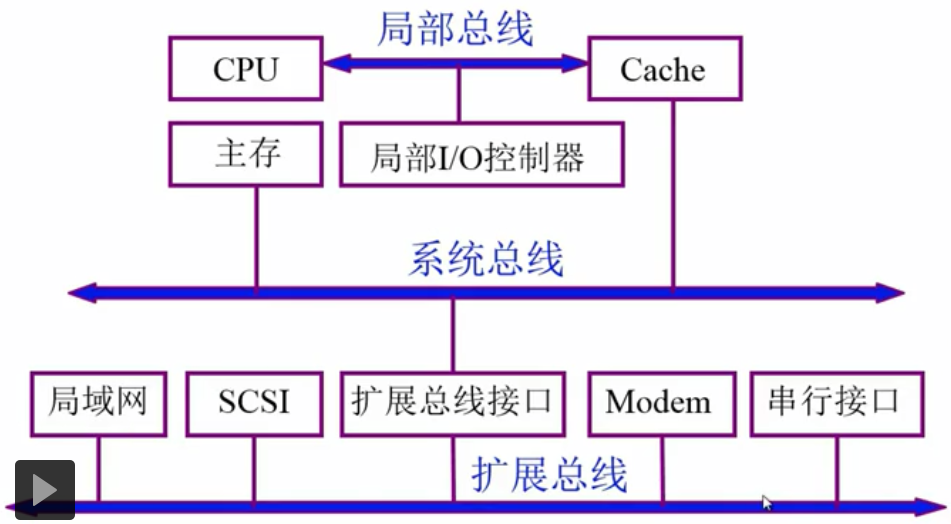 局部总线
CPU
Cache
主存
局部I/O控制器
系统总线
局域网
SCSI
扩展总线接口
Modem
串行接口
扩展总线